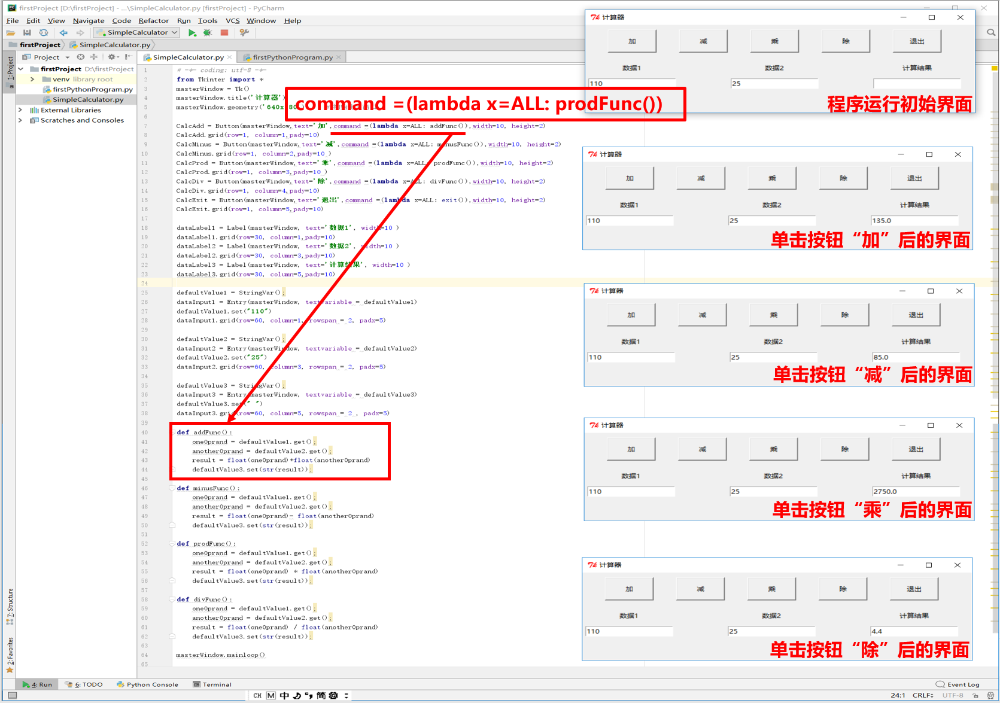 firstProject [D:\firstProject] - ...\SimpleCalculator.py [firstProject] - PyCharm
File Edit View Navigate Code Refactor Run Tools VCS Window Help
SimpleCalculator
firstProject SimpleCalculator.py
Project
SimpleCalculator.py
firstPythonProgram.py
1: Project
firstProject D:\firstProject
venv library root
firstPythonProgram.py
SimpleCalculator.py
External Libraries
Scratches and Consoles
7: Structure
2: Favorites
1 # -*- coding: utf-8 -*-
2 from Tkinter import *
3 masterWindow = Tk()
4 masterWindow.title('计算器')
5 masterWindow.geometry('640x 80
6
7 CalcAdd = Button(masterWindow,text='加',command =(lambda x=ALL: addFunc()),width=10, height=2)
8 CalcAdd.grid(row=1, column=1,pady=10)
9 CalcMinus = Button(masterWindow,text='减',command =(lambda x=ALL: minusFunc()),width=10, height=2)
10 CalcMinus.grid(row=1, column=2,pady=10 )
11 CalcProd = Button(masterWindow,text='乘',command =(lambda x=ALL: prodFunc()),width=10, height=2)
12 CalcProd.grid(row=1, column=3,pady=10 )
13 CalcDiv = Button(masterWindow,text='除',command =(lambda x=ALL: divFunc()),width=10, height=2)
14 CalcDiv.grid(row=1, column=4,pady=10)
15 CalcExit = Button(masterWindow,text='退出',command =(lambda x=ALL: exit()),width=10, height=2)
16 CalcExit.grid(row=1, column=5,pady=10)
17
18 dataLabel1 = Label(masterWindow, text='数据1', width=10 )
19 dataLabel1.grid(row=30, column=1,pady=10)
20 dataLabel2 = Label(masterWindow, text='数据2', width=10 )
21 dataLabel2.grid(row=30, column=3,pady=10)
22 dataLabel3 = Label(masterWindow, text='计算结果', width=10 )
23 dataLabel3.grid(row=30, column=5,pady=10)
24
25 defaultValue1 = StringVar();
26 dataInput1 = Entry(masterWindow, textvariable = defaultValue1)
27 defaultValue1.set("110")
28 dataInput1.grid(row=60, column=1, rowspan = 2, padx=5)
29
30 defaultValue2 = StringVar();
31 dataInput2 = Entry(masterWindow, textvariable = defaultValue2)
32 defaultValue2.set("25")
33 dataInput2.grid(row=60, column=3, rowspan = 2, padx=5)
34
35 defaultValue3 = StringVar();
36 dataInput3 = Entry(masterWindow, textvariable = defaultValue3)
37 defaultValue3.set(" ")
38 dataInput3.grid(row=60, column=5, rowspan = 2 , padx=5)
39
40 def addFunc():
41 oneOprand = defaultValue1.get();
42 anotherOprand = defaultValue2.get();
43 result = float(oneOprand)+float(anotherOprand)
44 defaultValue3.set(str(result));
45
46 def minusFunc():
47 oneOprand = defaultValue1.get();
48 anotherOprand = defaultValue2.get();
49 result = float(oneOprand)- float(anotherOprand)
50 defaultValue3.set(str(result));
51
52 def prodFunc():
53 oneOprand = defaultValue1.get();
54 anotherOprand = defaultValue2.get();
55 result = float(oneOprand) * float(anotherOprand)
56 defaultValue3.set(str(result));
57
58 def divFunc():
59 oneOprand = defaultValue1.get();
60 anotherOprand = defaultValue2.get();
61 result = float(oneOprand) / float(anotherOprand)
62 defaultValue3.set(str(result));
63
64 masterWindow.mainloop()
65
command =(lambda x=ALL: prodFunc())
计算器
加 减 乘 除 退出
数据1 数据2 计算结果
110 25
程序运行初始界面
计算器
加 减 乘 除 退出
数据1 数据2 计算结果
110 25 135.0
单击按钮“加”后的界面
计算器
加 减 乘 除 退出
数据1 数据2 计算结果
110 25 85.0
单击按钮“减”后的界面
计算器
加 减 乘 除 退出
数据1 数据2 计算结果
110 25 2750.0
单击按钮“乘”后的界面
计算器
加 减 乘 除 退出
数据1 数据2 计算结果
110 25 4.4
单击按钮“除”后的界面
4: Run 6: TODO Python Console Terminal Event Log
CH M 中 简
24:1 CRLF UTF-8